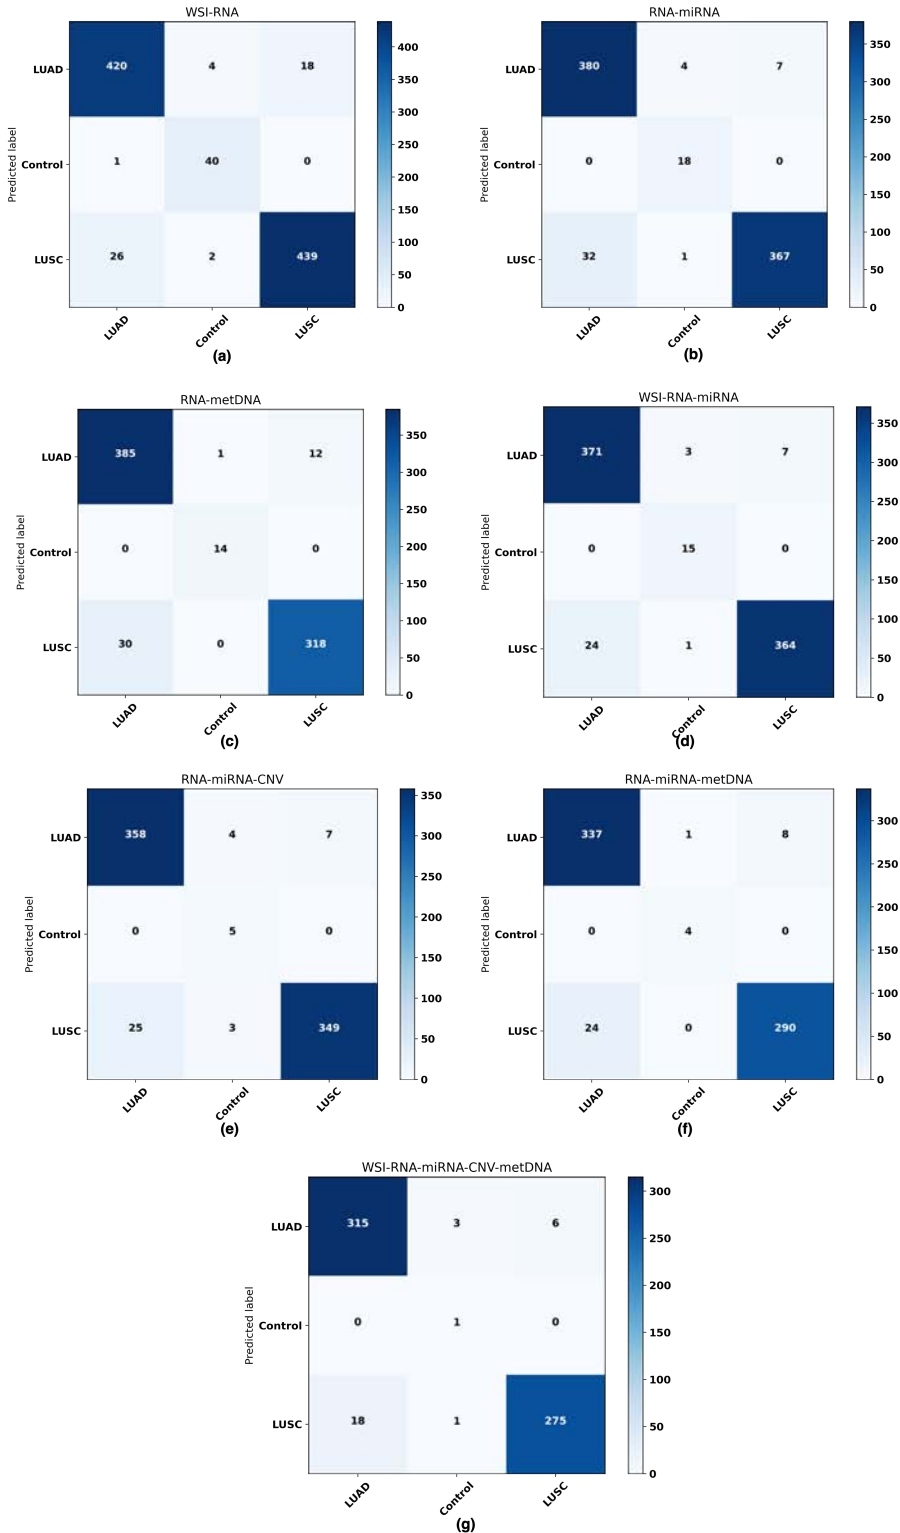 WSI-RNA
Predicted label
LUAD 420 4 18
Control 1 40 0
LUSC 26 2 439
LUAD Control LUSC
400
350
300
250
200
150
100
50
0
(a)
RNA-miRNA
Predicted label
LUAD 380 4 7
Control 0 18 0
LUSC 32 1 367
LUAD Control LUSC
350
300
250
200
150
100
50
0
(b)
RNA-metDNA
Predicted label
LUAD 385 1 12
Control 0 14 0
LUSC 30 0 318
LUAD Control LUSC
350
300
250
200
150
100
50
0
(c)
WSI-RNA-miRNA
Predicted label
LUAD 371 3 7
Control 0 15 0
LUSC 24 1 364
LUAD Control LUSC
350
300
250
200
150
100
50
0
(d)
RNA-miRNA-CNV
Predicted label
LUAD 358 4 7
Control 0 5 0
LUSC 25 3 349
LUAD Control LUSC
350
300
250
200
150
100
50
0
(e)
RNA-miRNA-metDNA
Predicted label
LUAD 337 1 8
Control 0 4 0
LUSC 24 0 290
LUAD Control LUSC
300
250
200
150
100
50
0
(f)
WSI-RNA-miRNA-CNV-metDNA
Predicted label
LUAD 315 3 6
Control 0 1 0
LUSC 18 1 275
LUAD Control LUSC
300
250
200
150
100
50
0
(g)